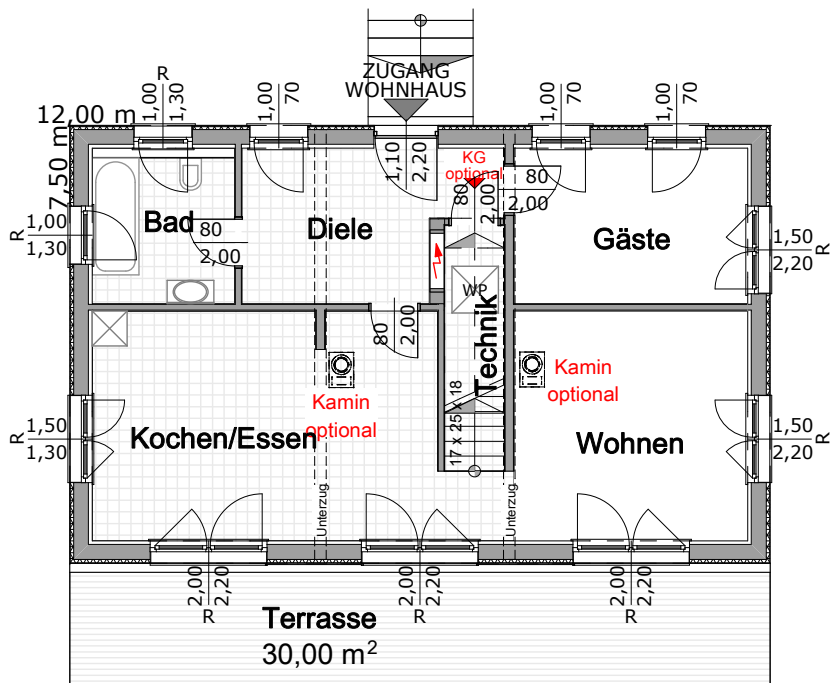 ZUGANG
WOHNHAUS
R
1,00
1,30
1,00
70
1,00
70
1,00
70
12,00 m
7,50 m
1,10
2,20
KG
optional
80
2,00
80
2,00
R
1,00
1,30
Bad
80
2,00
Diele
Gäste
R
1,50
2,20
WP
Technik
80
2,00
Kamin
optional
Kamin
optional
17 x 25 x 18
R
1,50
1,30
Kochen/Essen
Wohnen
R
1,50
2,20
Unterzug
Unterzug
2,00
2,20
R
2,00
2,20
R
2,00
2,20
R
Terrasse
30,00 m²